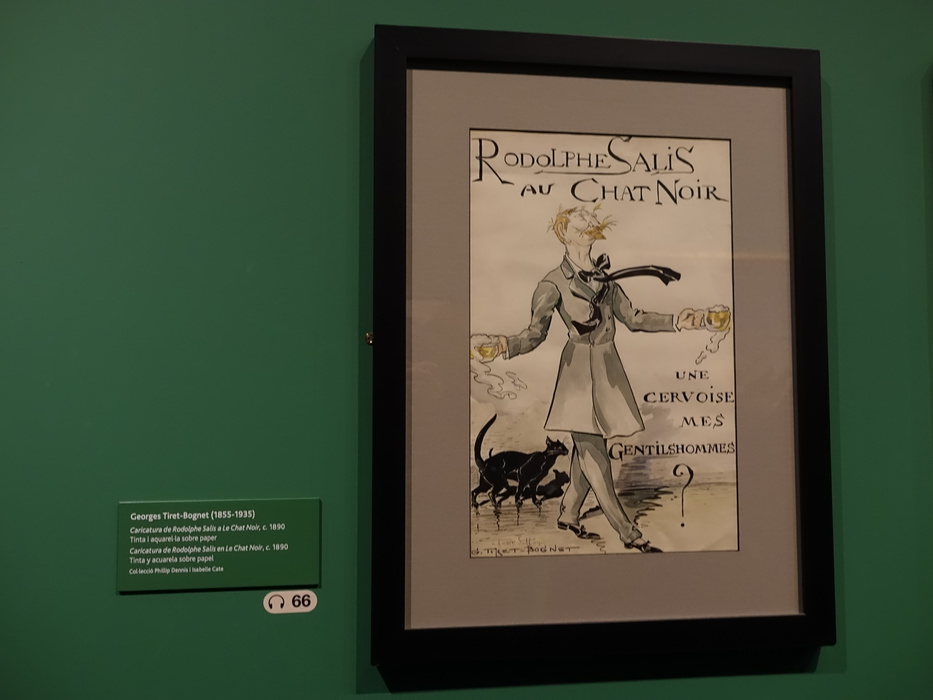 RODOLPHE SALIS
AU CHAT NOIR
UNE
CERVOISE
MES
GENTILSHOMMES
?
G. TIRET-BOGNET
Georges Tiret-Bognet (1855-1935)
Caricatura de Rodolphe Salis a Le Chat Noir, c. 1890
Tinta i aquarel·la sobre paper
Caricatura de Rodolphe Salis en Le Chat Noir, c. 1890
Tinta y acuarela sobre papel
Col·lecció Phillip Dennis i Isabelle Cate
66